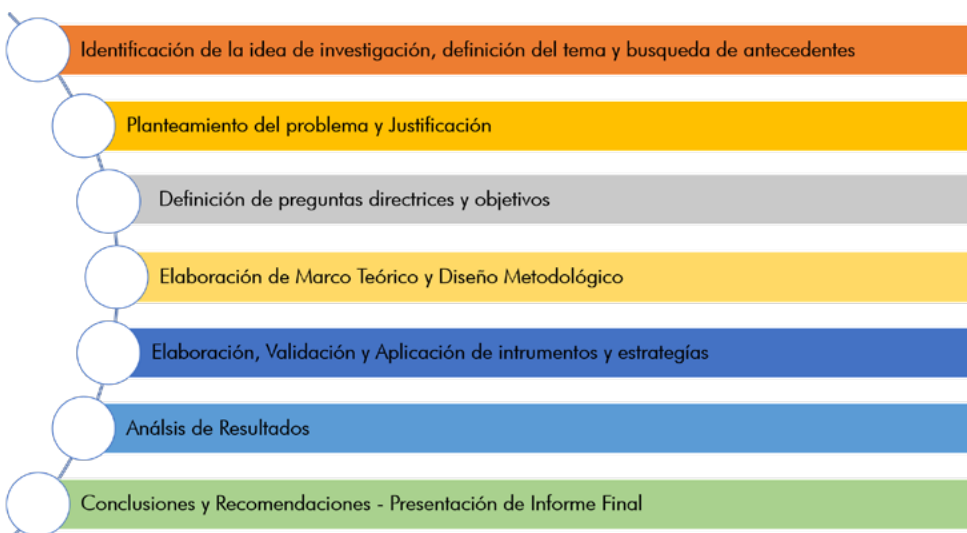 Identificación de la idea de investigación, definición del tema y busqueda de antecedentes
Planteamiento del problema y Justificación
Definición de preguntas directrices y objetivos
Elaboración de Marco Teórico y Diseño Metodológico
Elaboración, Validación y Aplicación de intrumentos y estrategías
Análsis de Resultados
Conclusiones y Recomendaciones - Presentación de Informe Final